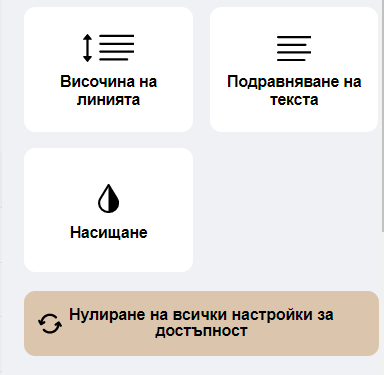 Височина на
линията
Подравняване на
текста
Насищане
Нулиране на всички настройки за
достъпност